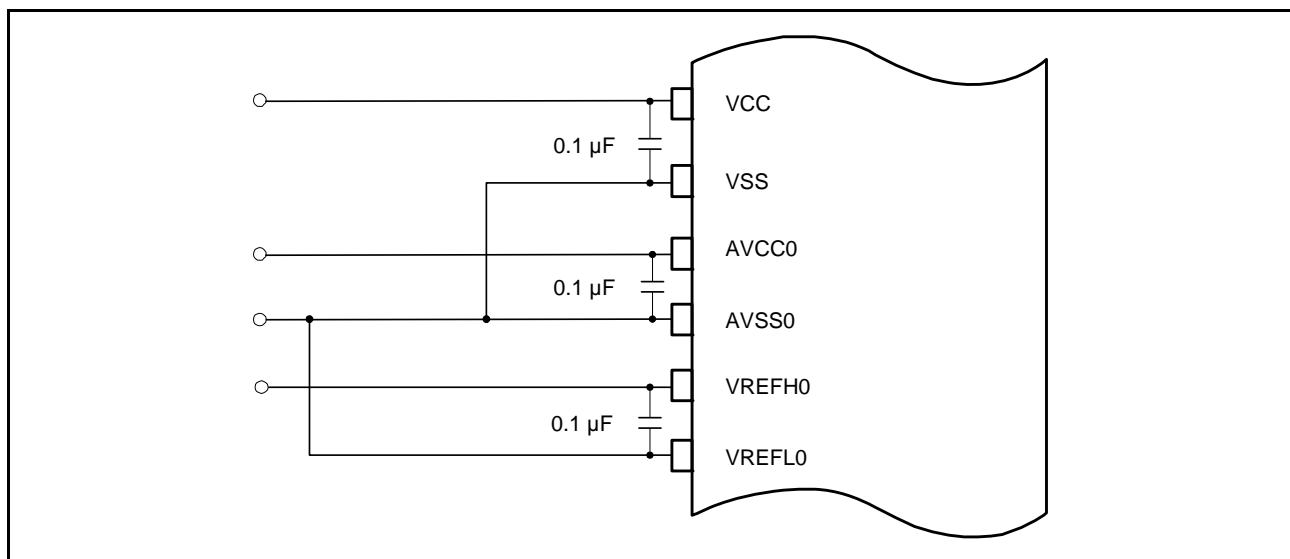 VCC
0.1 µF
VSS
AVCC0
0.1 µF
AVSS0
VREFH0
0.1 µF
VREFL0